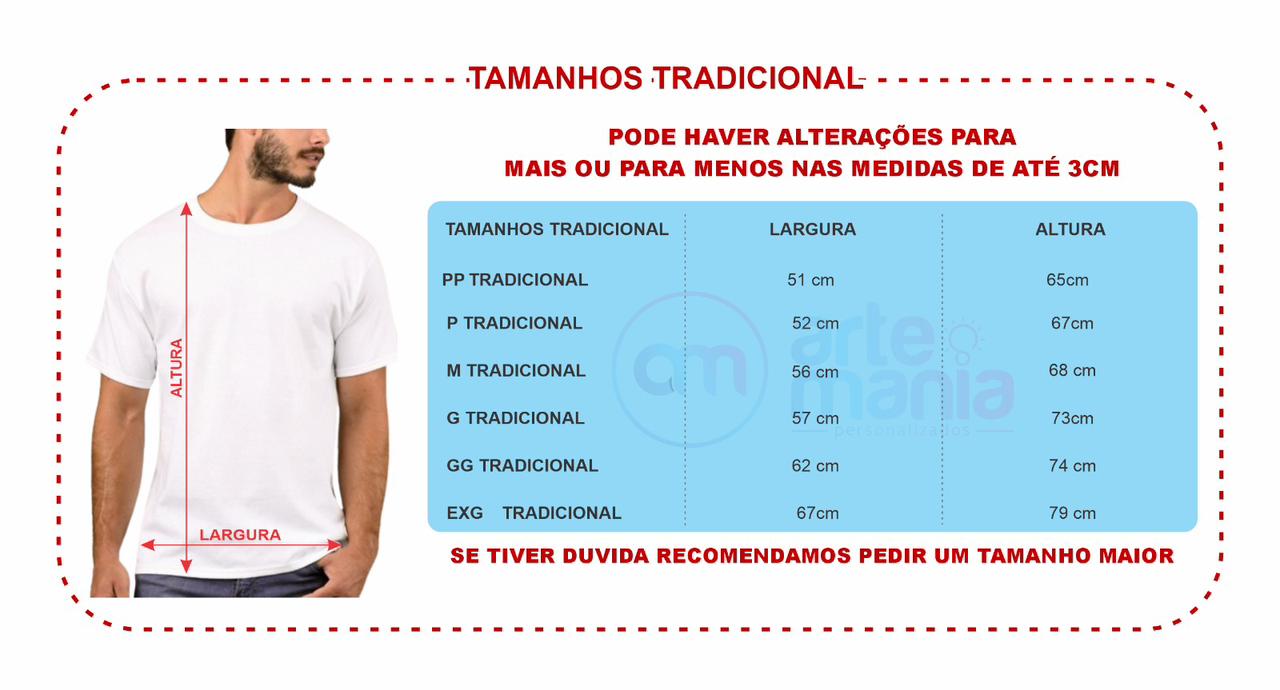 TAMANHOS TRADICIONAL
PODE HAVER ALTERAÇÕES PARA
MAIS OU PARA MENOS NAS MEDIDAS DE ATÉ 3CM
TAMANHOS TRADICIONAL LARGURA ALTURA
PP TRADICIONAL 51 cm 65cm
P TRADICIONAL 52 cm 67cm
M TRADICIONAL 56 cm 68 cm
G TRADICIONAL 57 cm 73cm
GG TRADICIONAL 62 cm 74 cm
EXG TRADICIONAL 67cm 79 cm
am
arte
mania
personalizados
ALTURA
LARGURA
SE TIVER DUVIDA RECOMENDAMOS PEDIR UM TAMANHO MAIOR